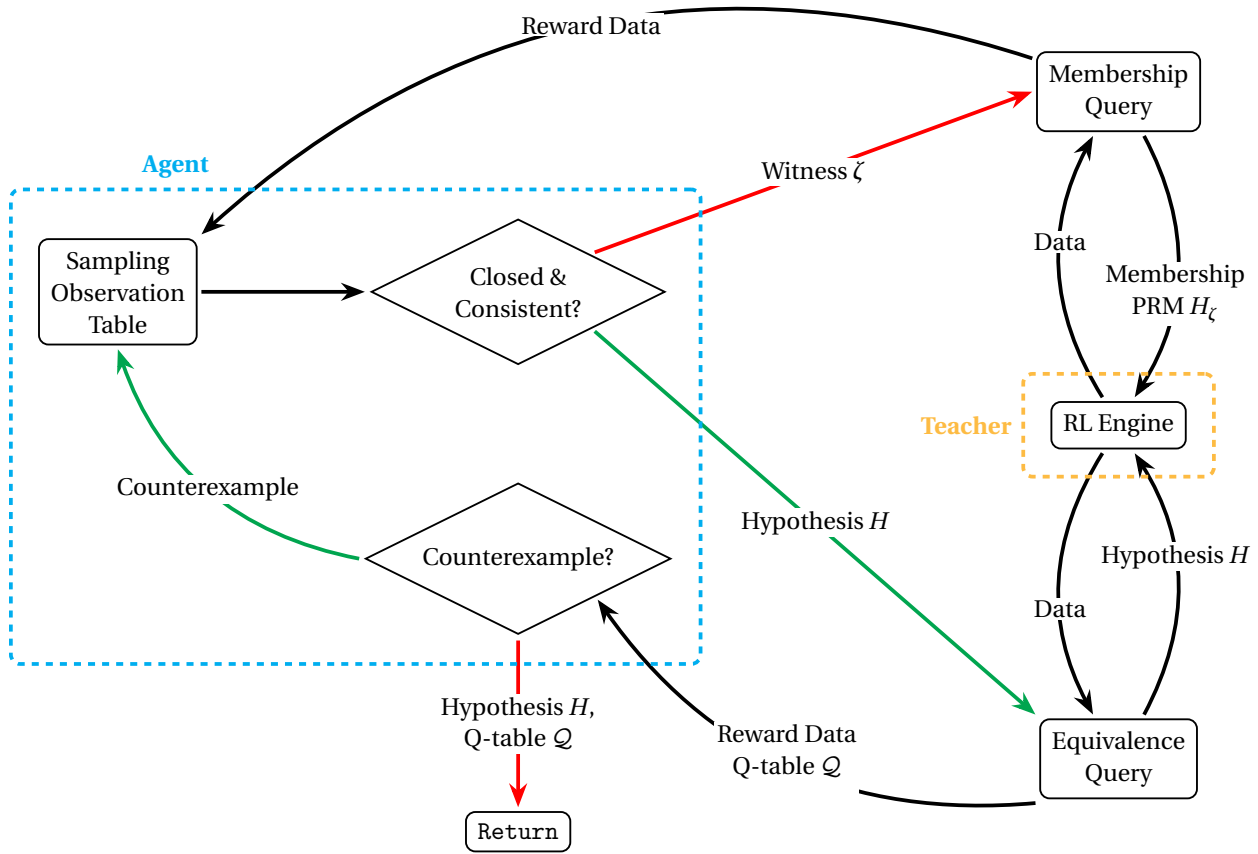 Reward Data
Membership
Query
Agent
Witness ζ
Sampling
Observation
Table
Closed &
Consistent?
Data
Membership
PRM Hζ
Teacher
RL Engine
Counterexample
Counterexample?
Hypothesis H
Hypothesis H
Data
Hypothesis H,
Q-table Q
Reward Data
Q-table Q
Equivalence
Query
Return